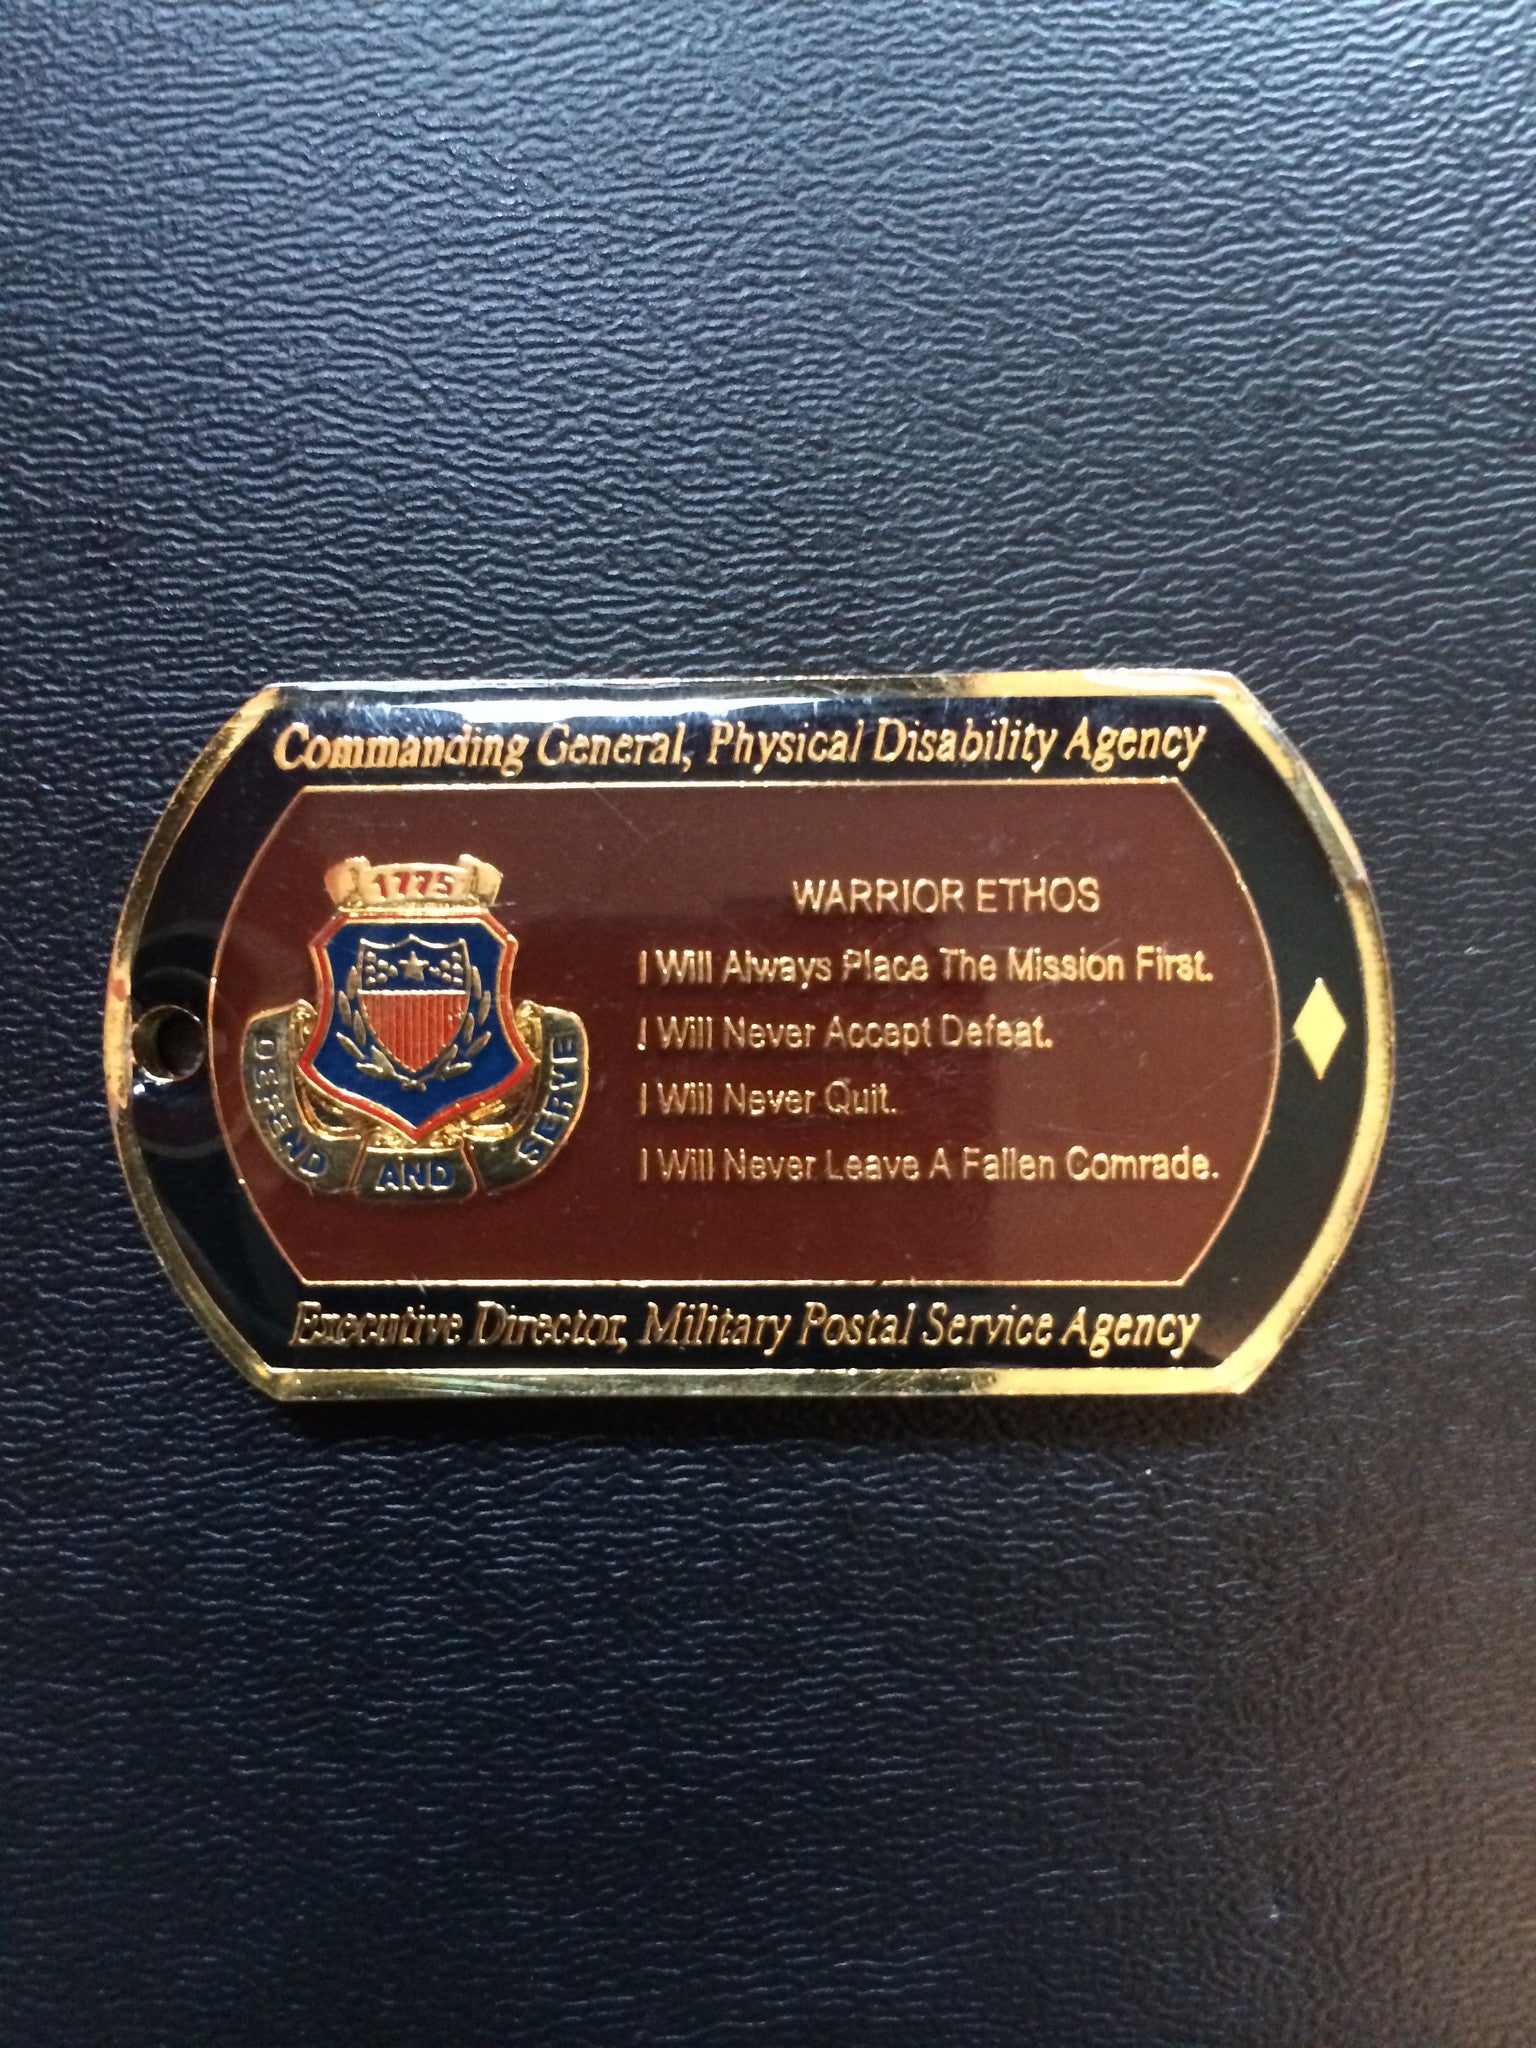 Commanding General, Physical Disability Agency
1775
DEFEND AND SERVE
WARRIOR ETHOS
I Will Always Place The Mission First.
I Will Never Accept Defeat.
I Will Never Quit.
I Will Never Leave A Fallen Comrade.
Executive Director, Military Postal Service Agency